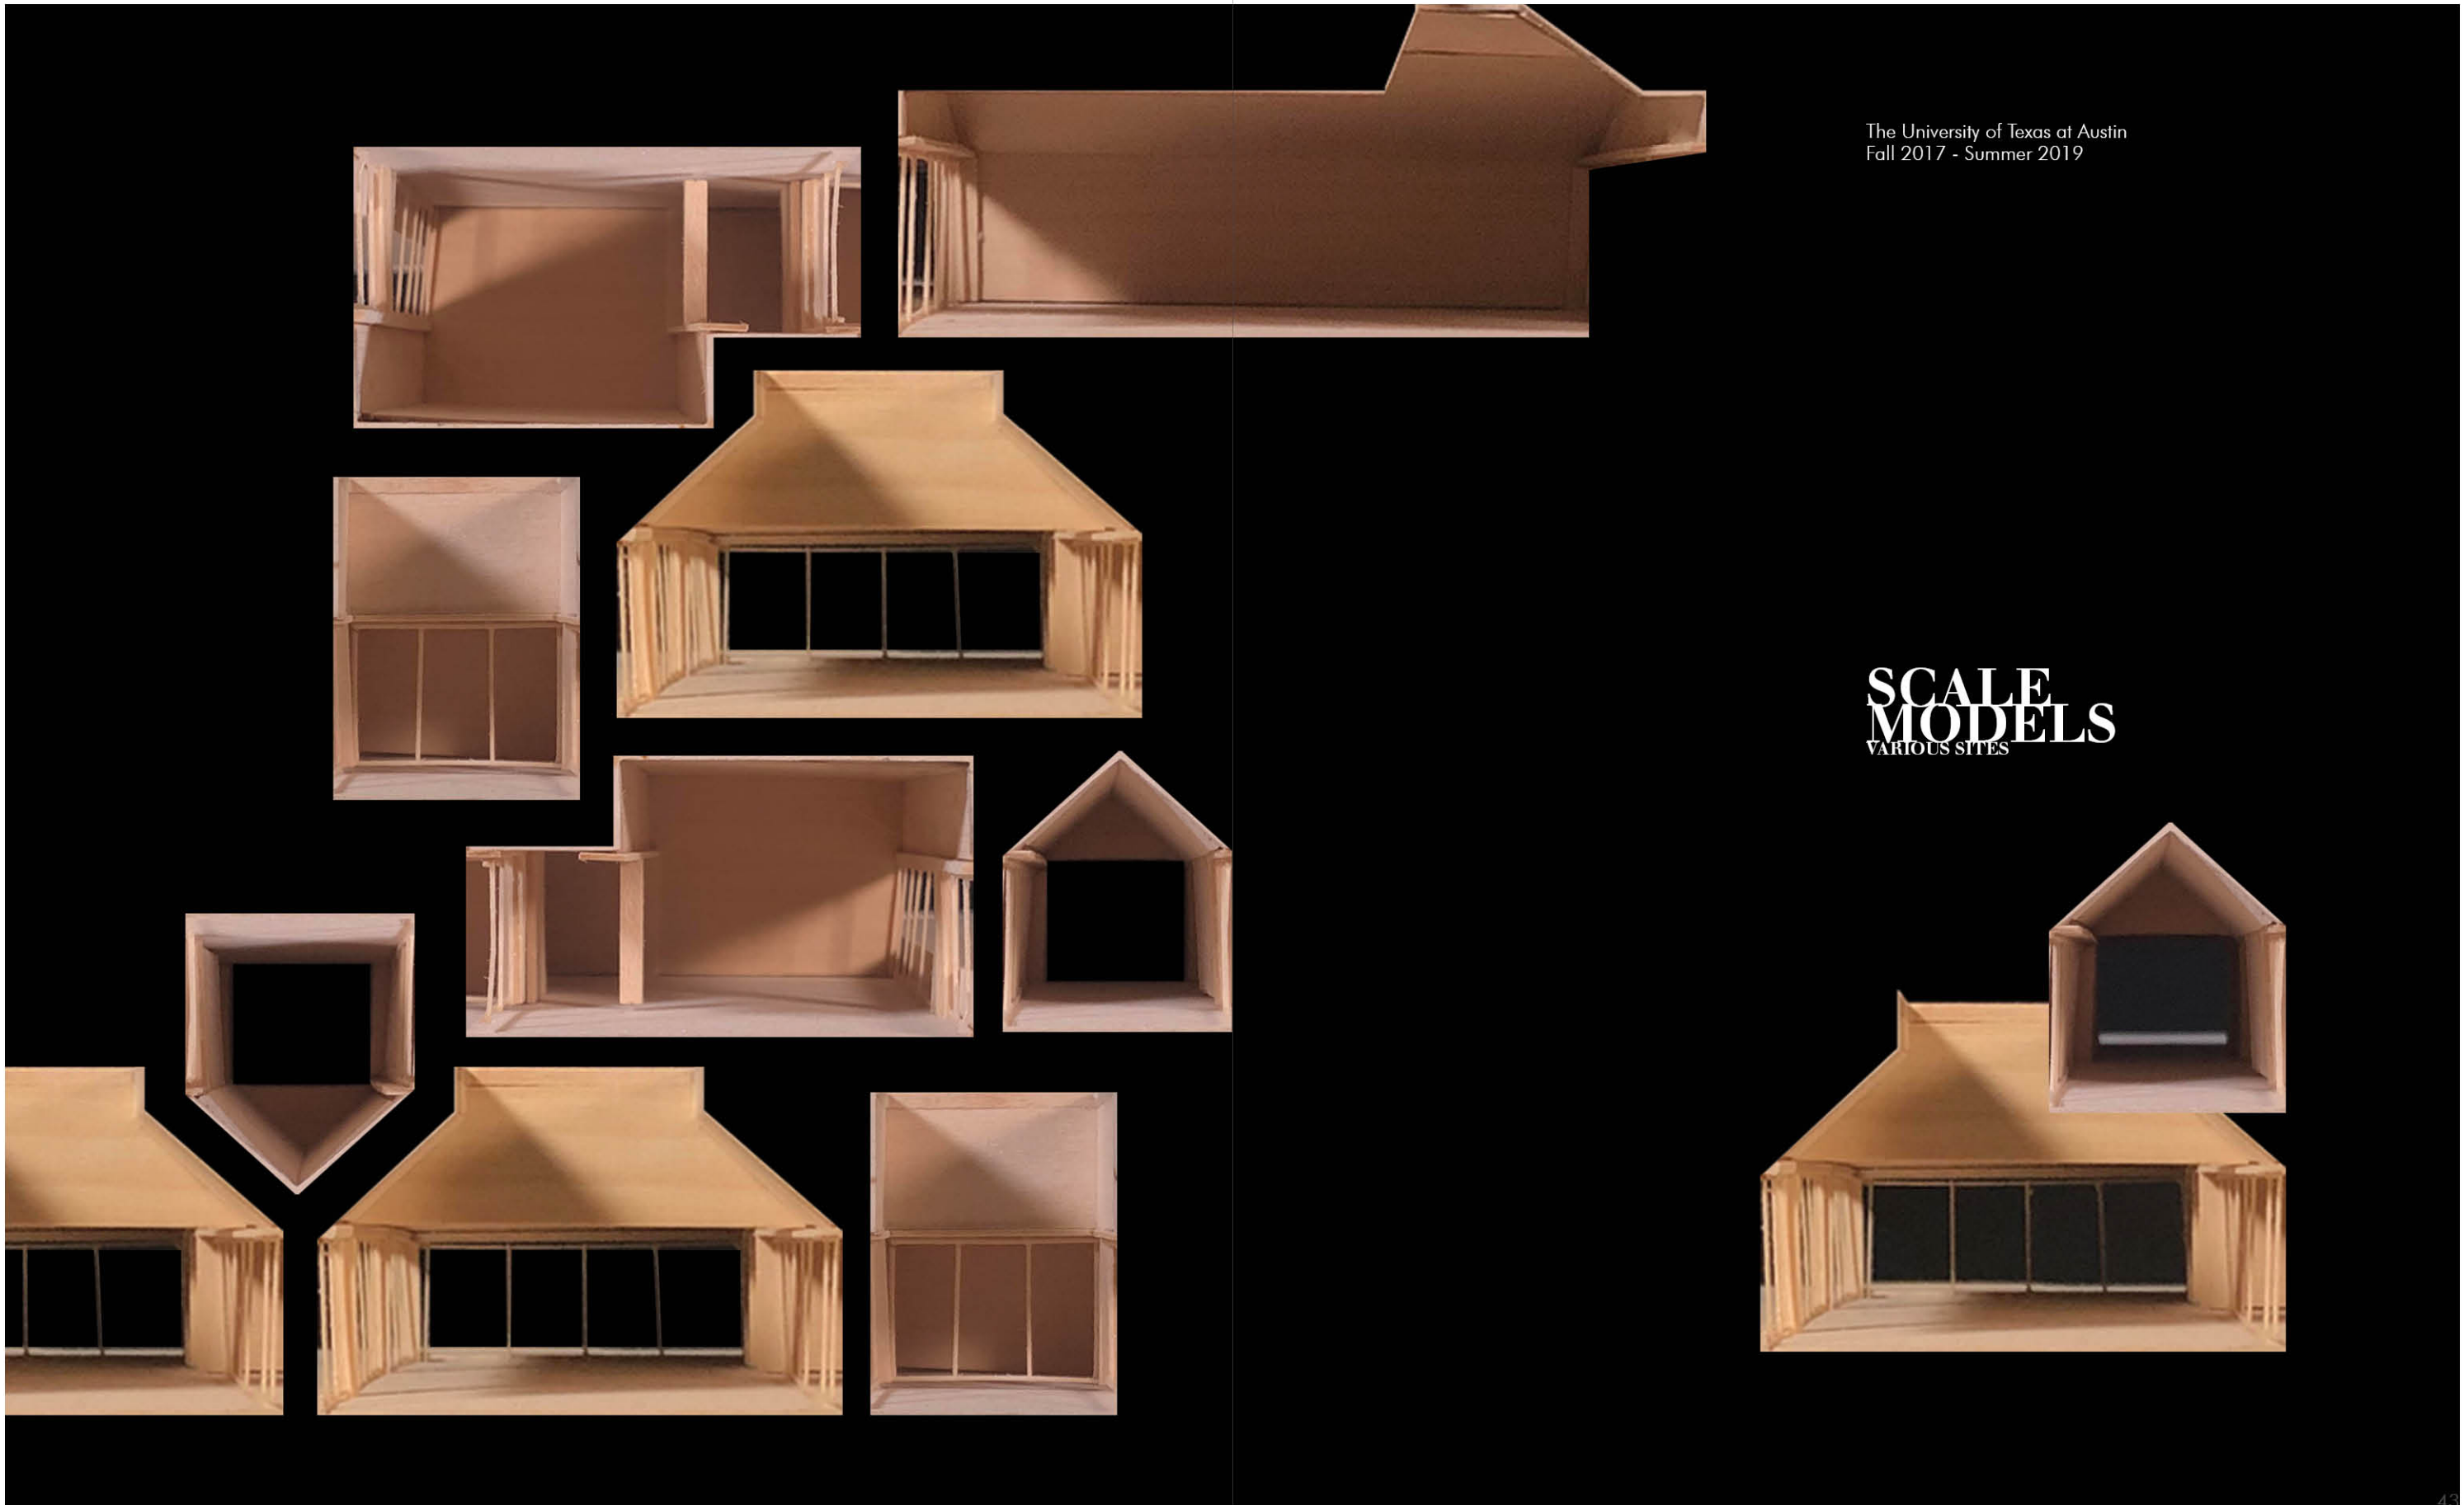 The University of Texas at Austin
Fall 2017 - Summer 2019
SCALE
MODELS
VARIOUS SITES